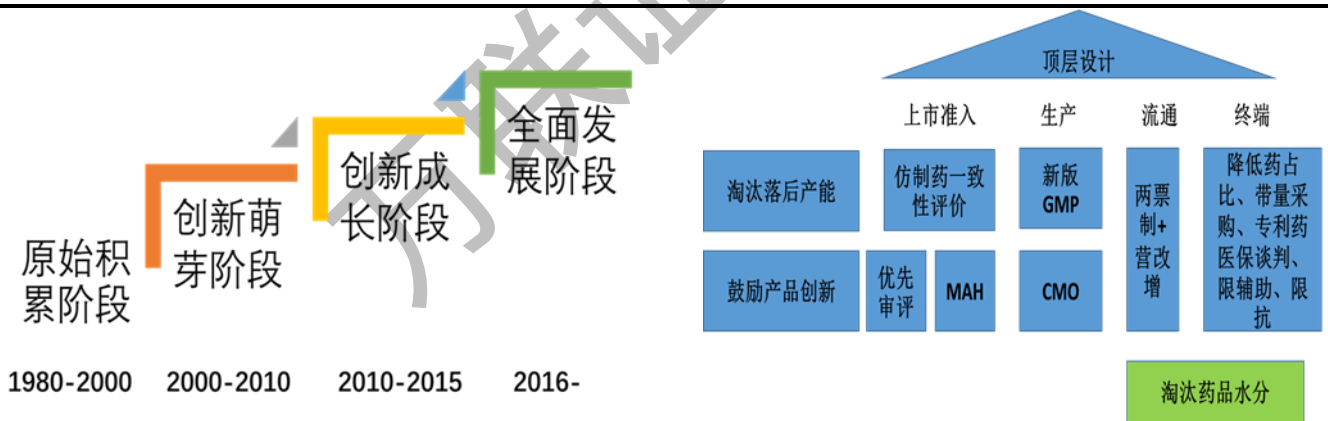 原始积
累阶段
创新萌
芽阶段
创新成
长阶段
全面发
展阶段
1980-2000
2000-2010
2010-2015
2016-
顶层设计
上市准入
生产
流通
终端
淘汰落后产能
仿制药一致
性评价
新版
GMP
两票
制+
营改
增
降低药占
比、带量采
购、专利药
医保谈判、
限辅助、限
抗
鼓励产品创新
优先
审评
MAH
CMO
淘汰药品水分
万联证